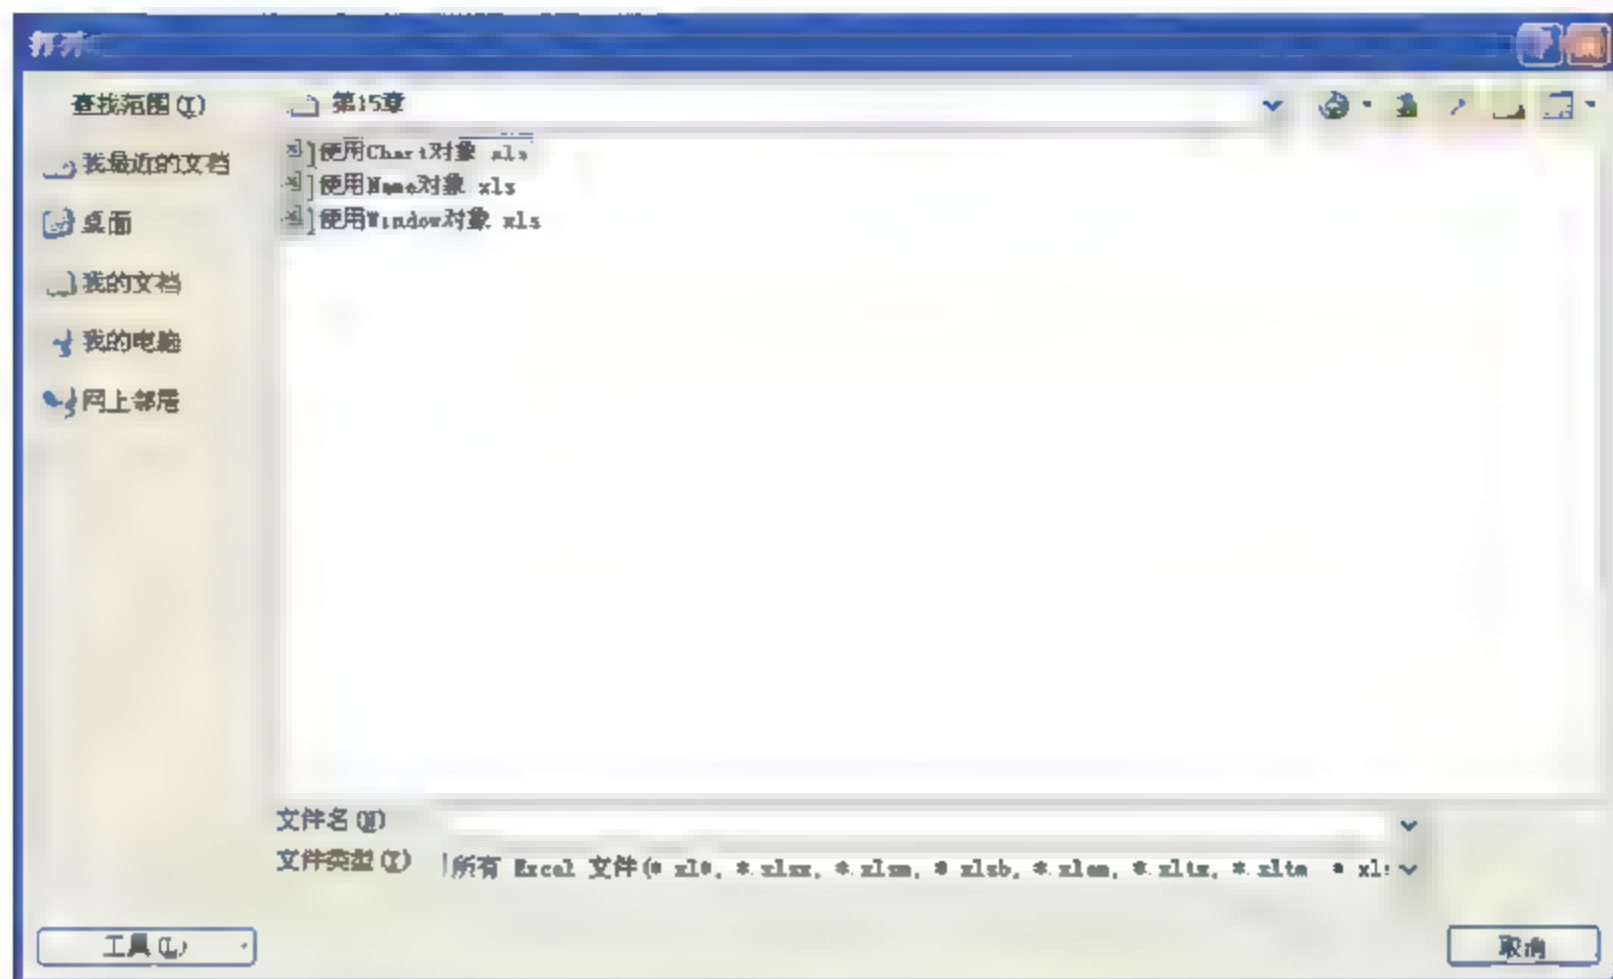 打开
查找范围(I) 第15章
我最近的文档
桌面
我的文档
我的电脑
网上邻居
使用Chart对象 xls
使用Name对象 xls
使用Window对象 xls
文件名(N)
文件类型(T) 所有 Excel 文件(* xl*, *.xlsx, *.xlsm, * xlsb, *.xlam, *.xltx, *.xltm * xls
工具(L)
取消